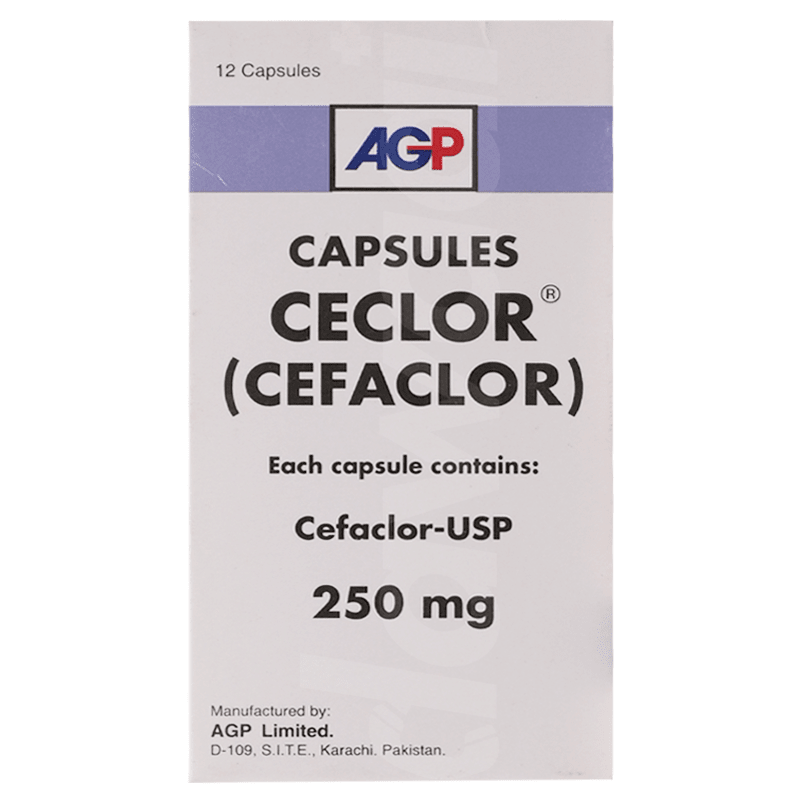 12 Capsules
AGP
CAPSULES
CECLOR®
(CEFACLOR)
Each capsule contains:
Cefaclor-USP
250 mg
Manufactured by:
AGP Limited.
D-109, S.I.T.E., Karachi. Pakistan.